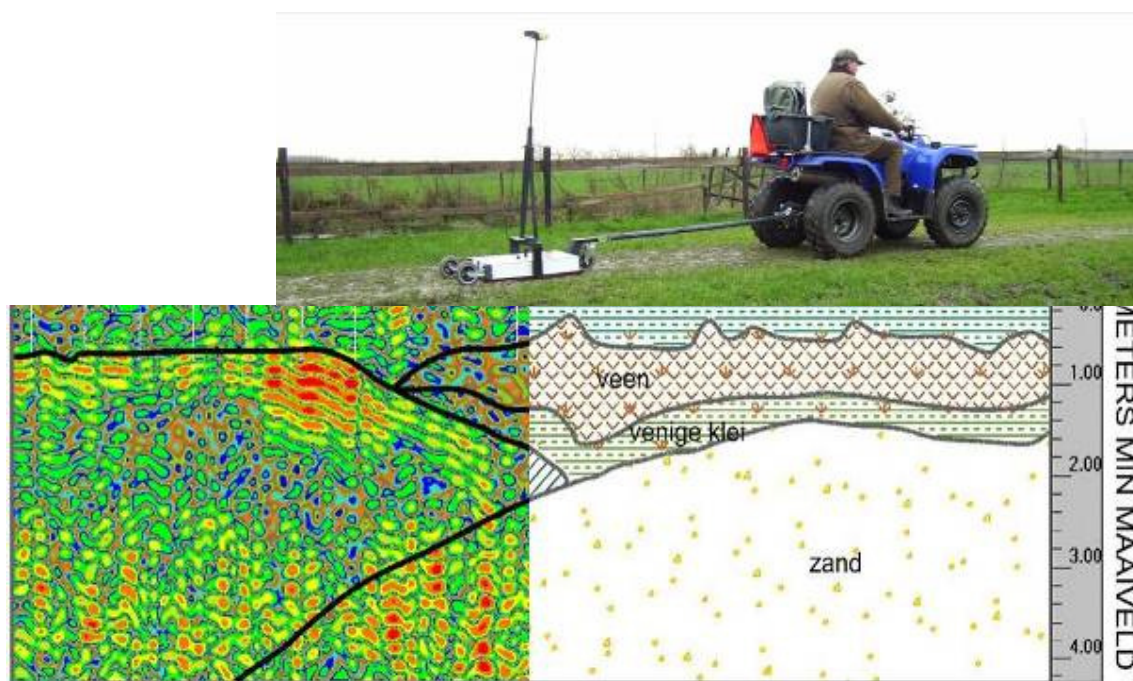 veen
venige klei
zand
1.00
2.00
3.00
4.00
METERS MIN MAAIVELD